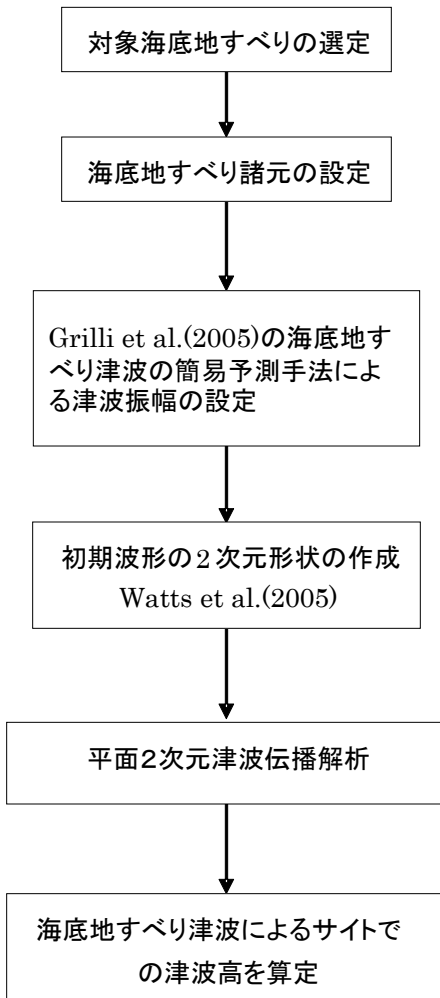 対象海底地すべりの選定
海底地すべり諸元の設定
Grilli et al.(2005)の海底地す
べり津波の簡易予測手法によ
る津波振幅の設定
初期波形の2次元形状の作成
Watts et al.(2005)
平面２次元津波伝播解析
海底地すべり津波によるサイトで
の津波高を算定